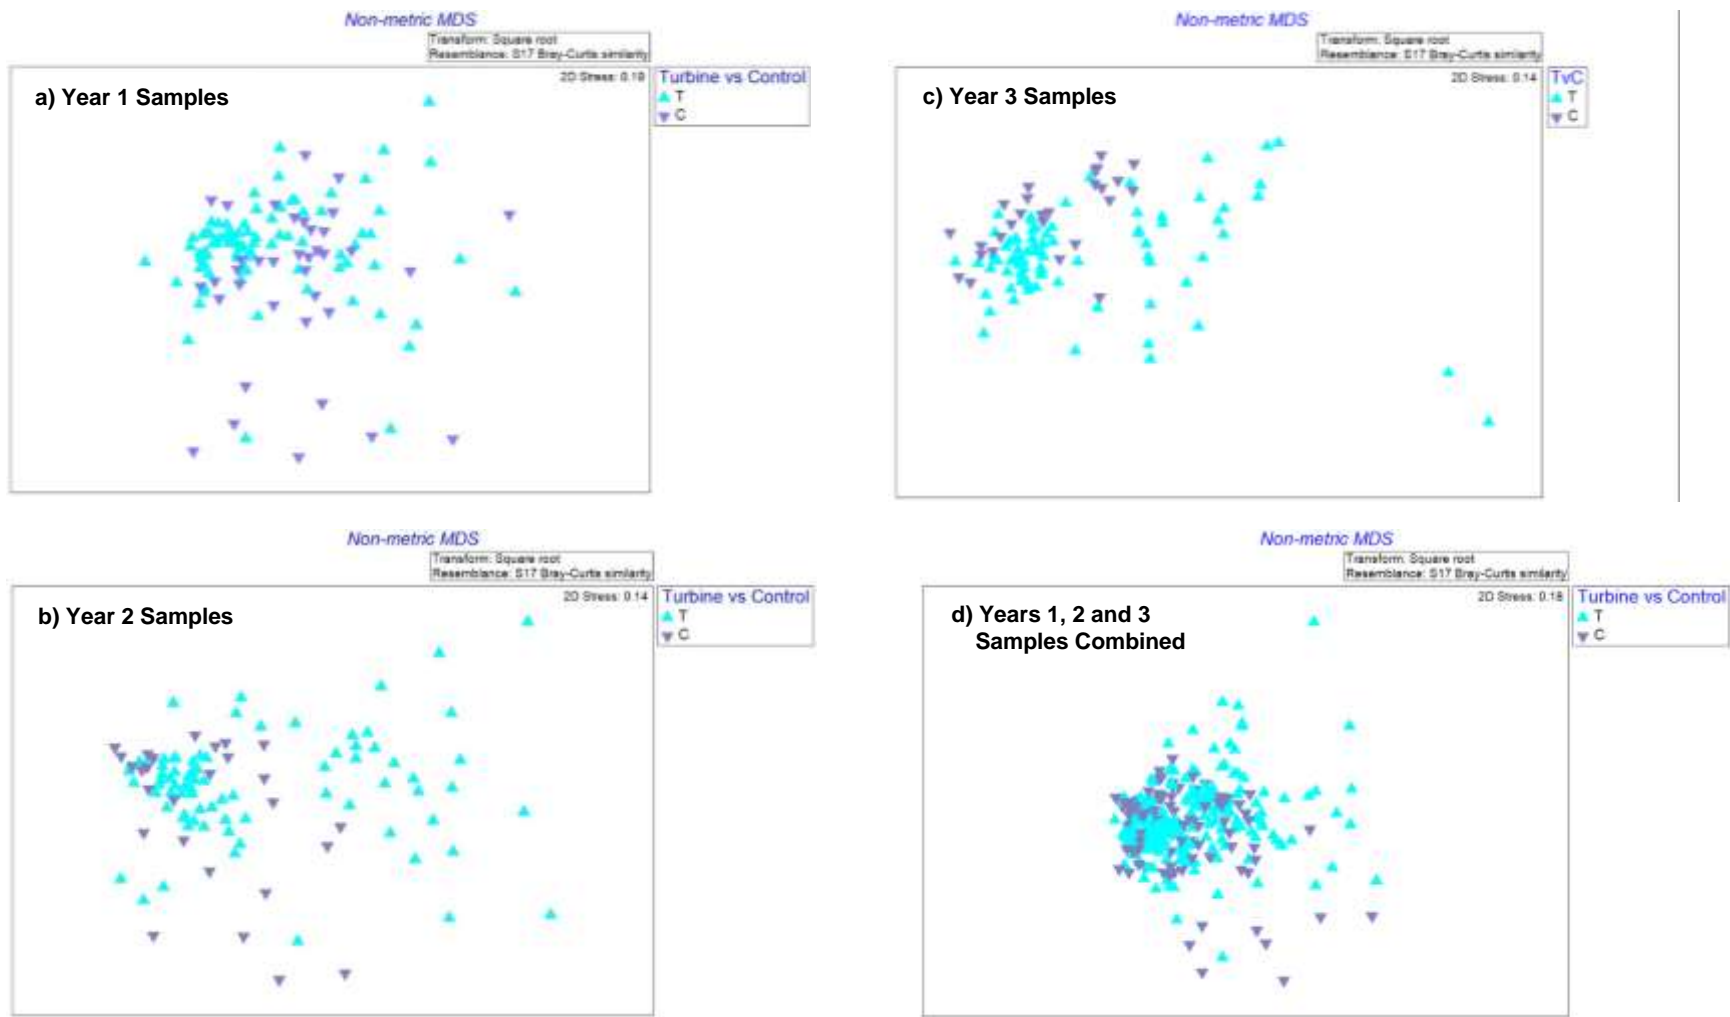 Non-metric MDS
Transform: Square root
Resemblance: S17 Bray-Curtis similarity
2D Stress: 0.19
Turbine vs Control
T
C
a) Year 1 Samples
Non-metric MDS
Transform: Square root
Resemblance: S17 Bray-Curtis similarity
2D Stress: 0.14
TvC
T
C
c) Year 3 Samples
Non-metric MDS
Transform: Square root
Resemblance: S17 Bray-Curtis similarity
2D Stress: 0.14
Turbine vs Control
T
C
b) Year 2 Samples
Non-metric MDS
Transform: Square root
Resemblance: S17 Bray-Curtis similarity
2D Stress: 0.18
Turbine vs Control
T
C
d) Years 1, 2 and 3
Samples Combined